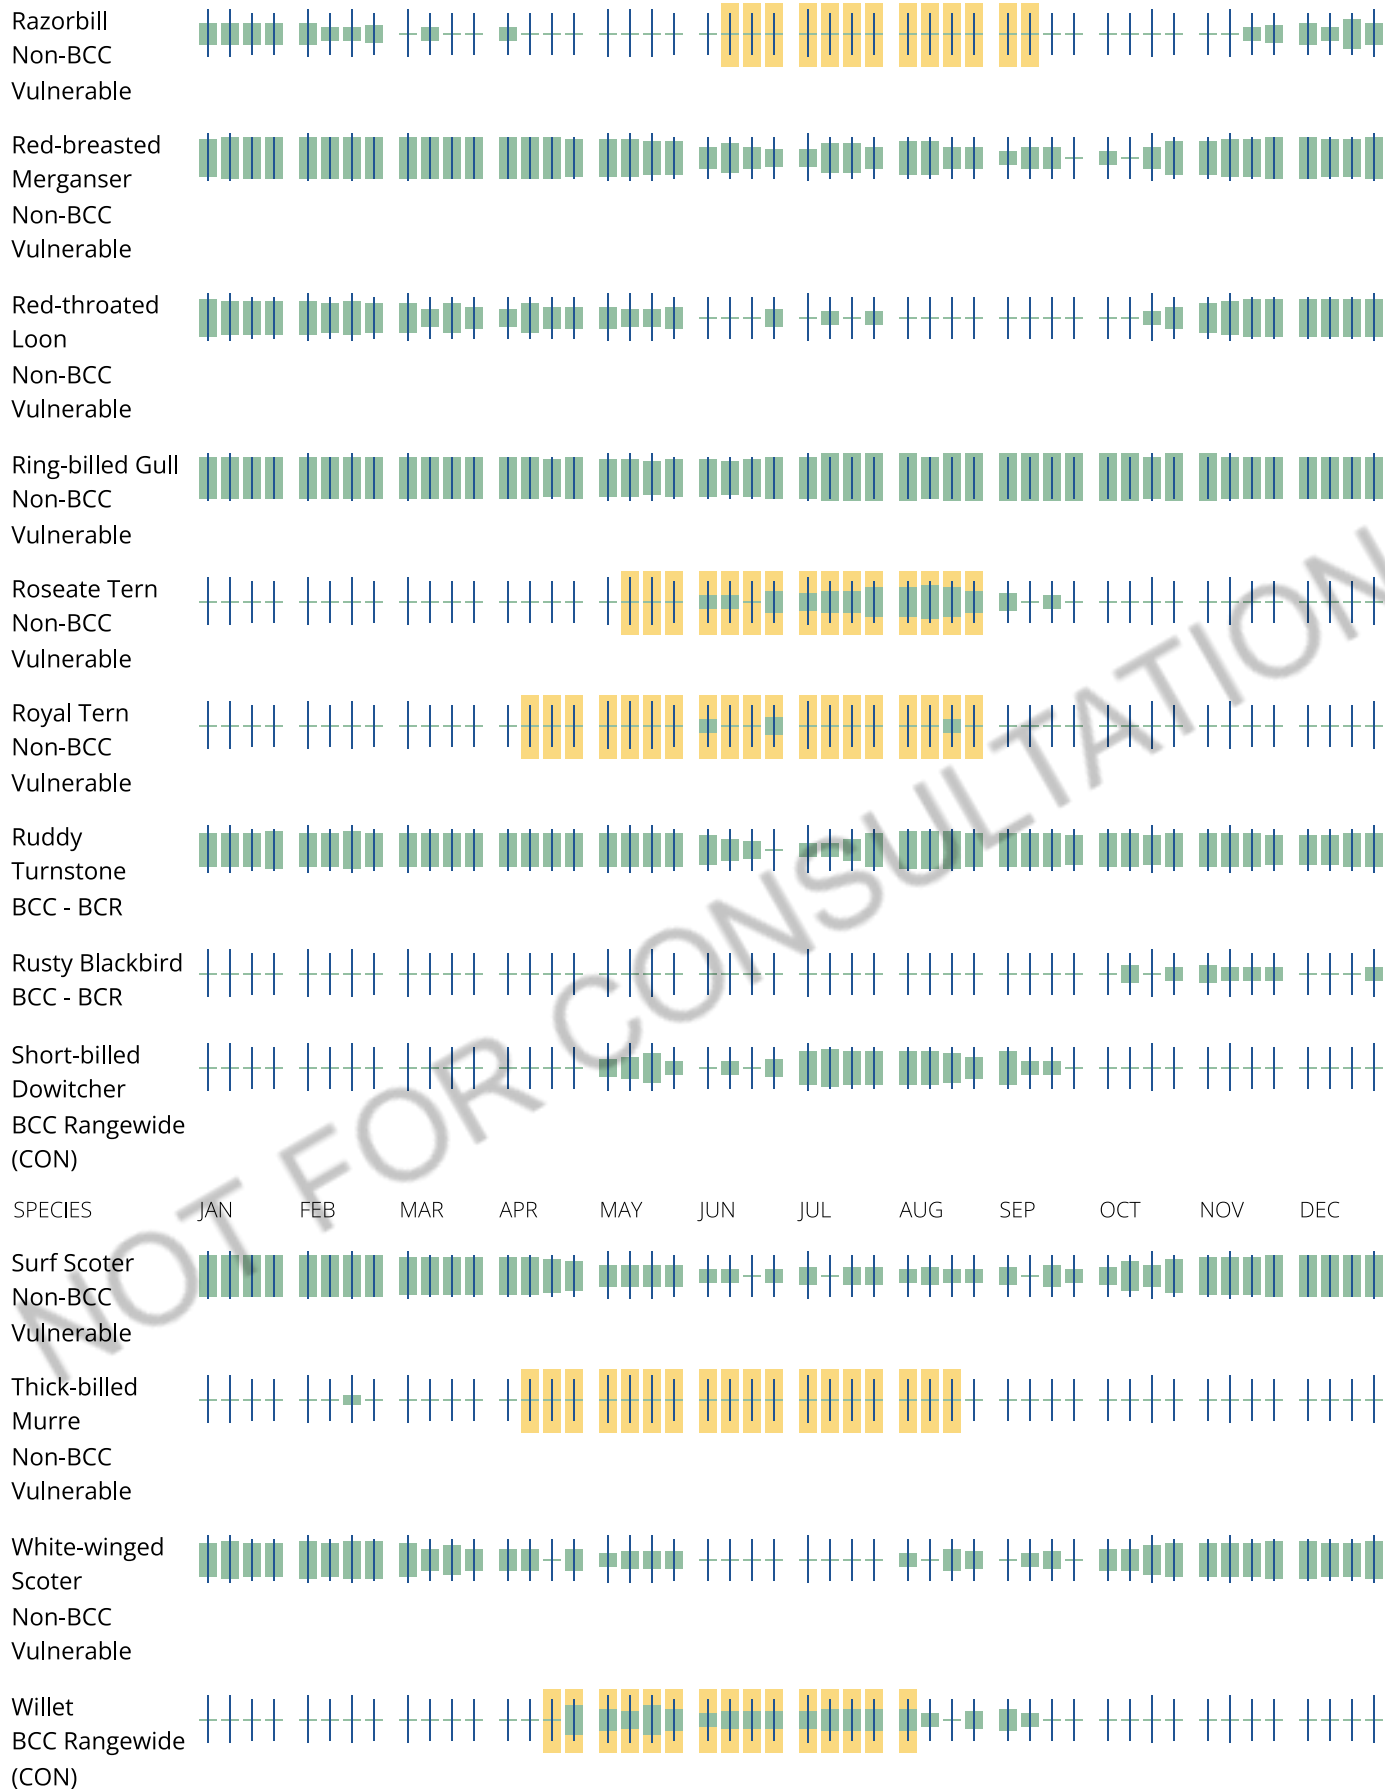 Razorbill
Non-BCC
Vulnerable
Red-breasted
Merganser
Non-BCC
Vulnerable
Red-throated
Loon
Non-BCC
Vulnerable
Ring-billed Gull
Non-BCC
Vulnerable
Roseate Tern
Non-BCC
Vulnerable
Royal Tern
Non-BCC
Vulnerable
Ruddy
Turnstone
BCC - BCR
Rusty Blackbird
BCC - BCR
Short-billed
Dowitcher
BCC Rangewide
(CON)
SPECIES JAN FEB MAR APR MAY JUN JUL AUG SEP OCT NOV DEC
Surf Scoter
Non-BCC
Vulnerable
Thick-billed
Murre
Non-BCC
Vulnerable
White-winged
Scoter
Non-BCC
Vulnerable
Willet
BCC Rangewide
(CON)
NOT FOR CONSULTATION